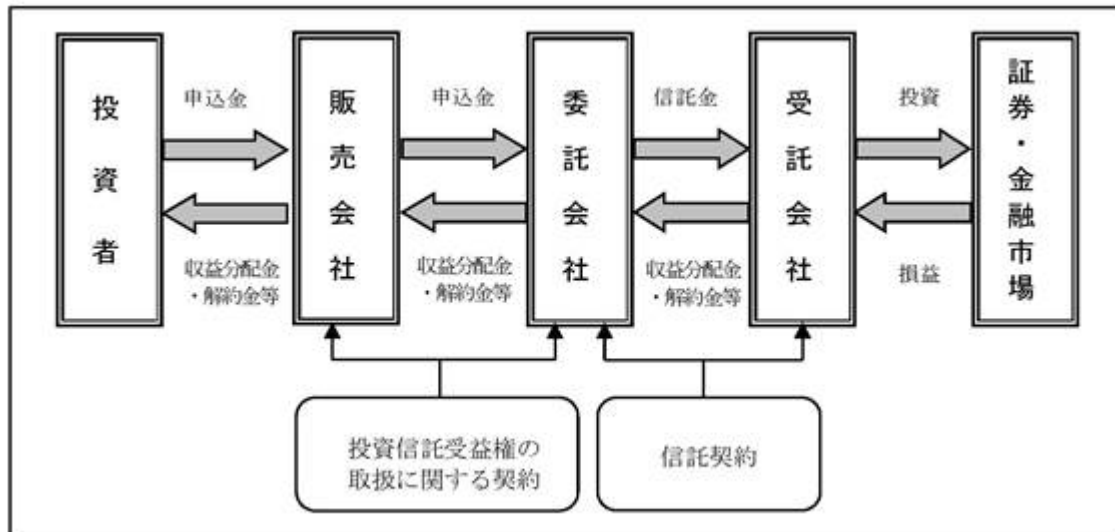 投資者
販売会社
委託会社
受託会社
証券・金融市場
申込金
申込金
信託金
投資
収益分配金
・解約金等
収益分配金
・解約金等
収益分配金
・解約金等
損益
投資信託受益権の
取扱に関する契約
信託契約